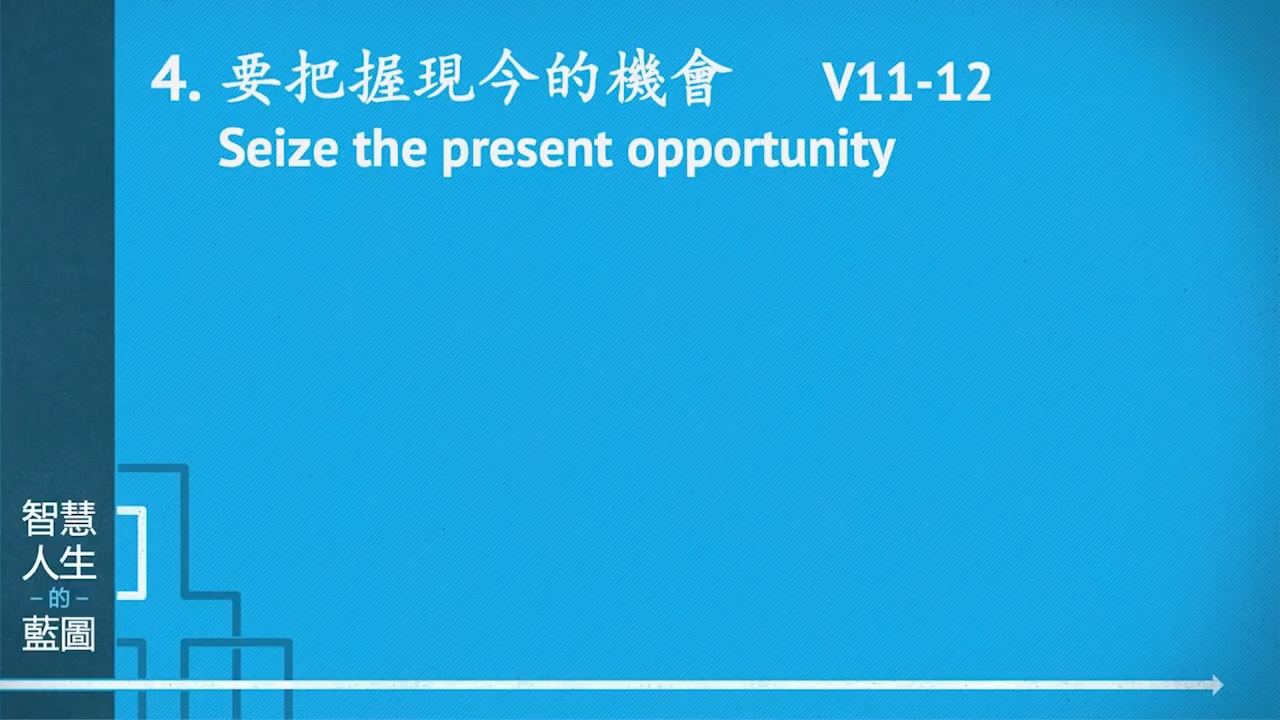 4. 要把握現今的機會 V11-12
Seize the present opportunity
智慧
人生
– 的 –
藍圖